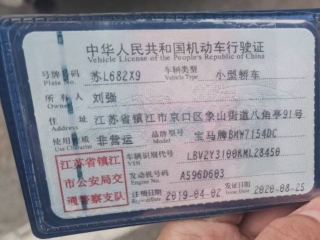 中华人民共和国机动车行驶证
Vehicle License of the People's Republic of China
号牌号码 苏L682X9 车辆类型 小型轿车
Plate No. Vehicle Type
所有人 刘强
Owner
住址 江苏省镇江市京口区象山街道八角亭91号
Address
使用性质 非营运 品牌型号 宝马牌BMW7154DC
Use Character Model
江苏省镇江市公安局交通警察支队
车辆识别代号 LBV2Y3100KML28450
VIN
发动机号码 A596D603
Engine No.
注册日期 2019-04-02 发证日期 2020-08-25